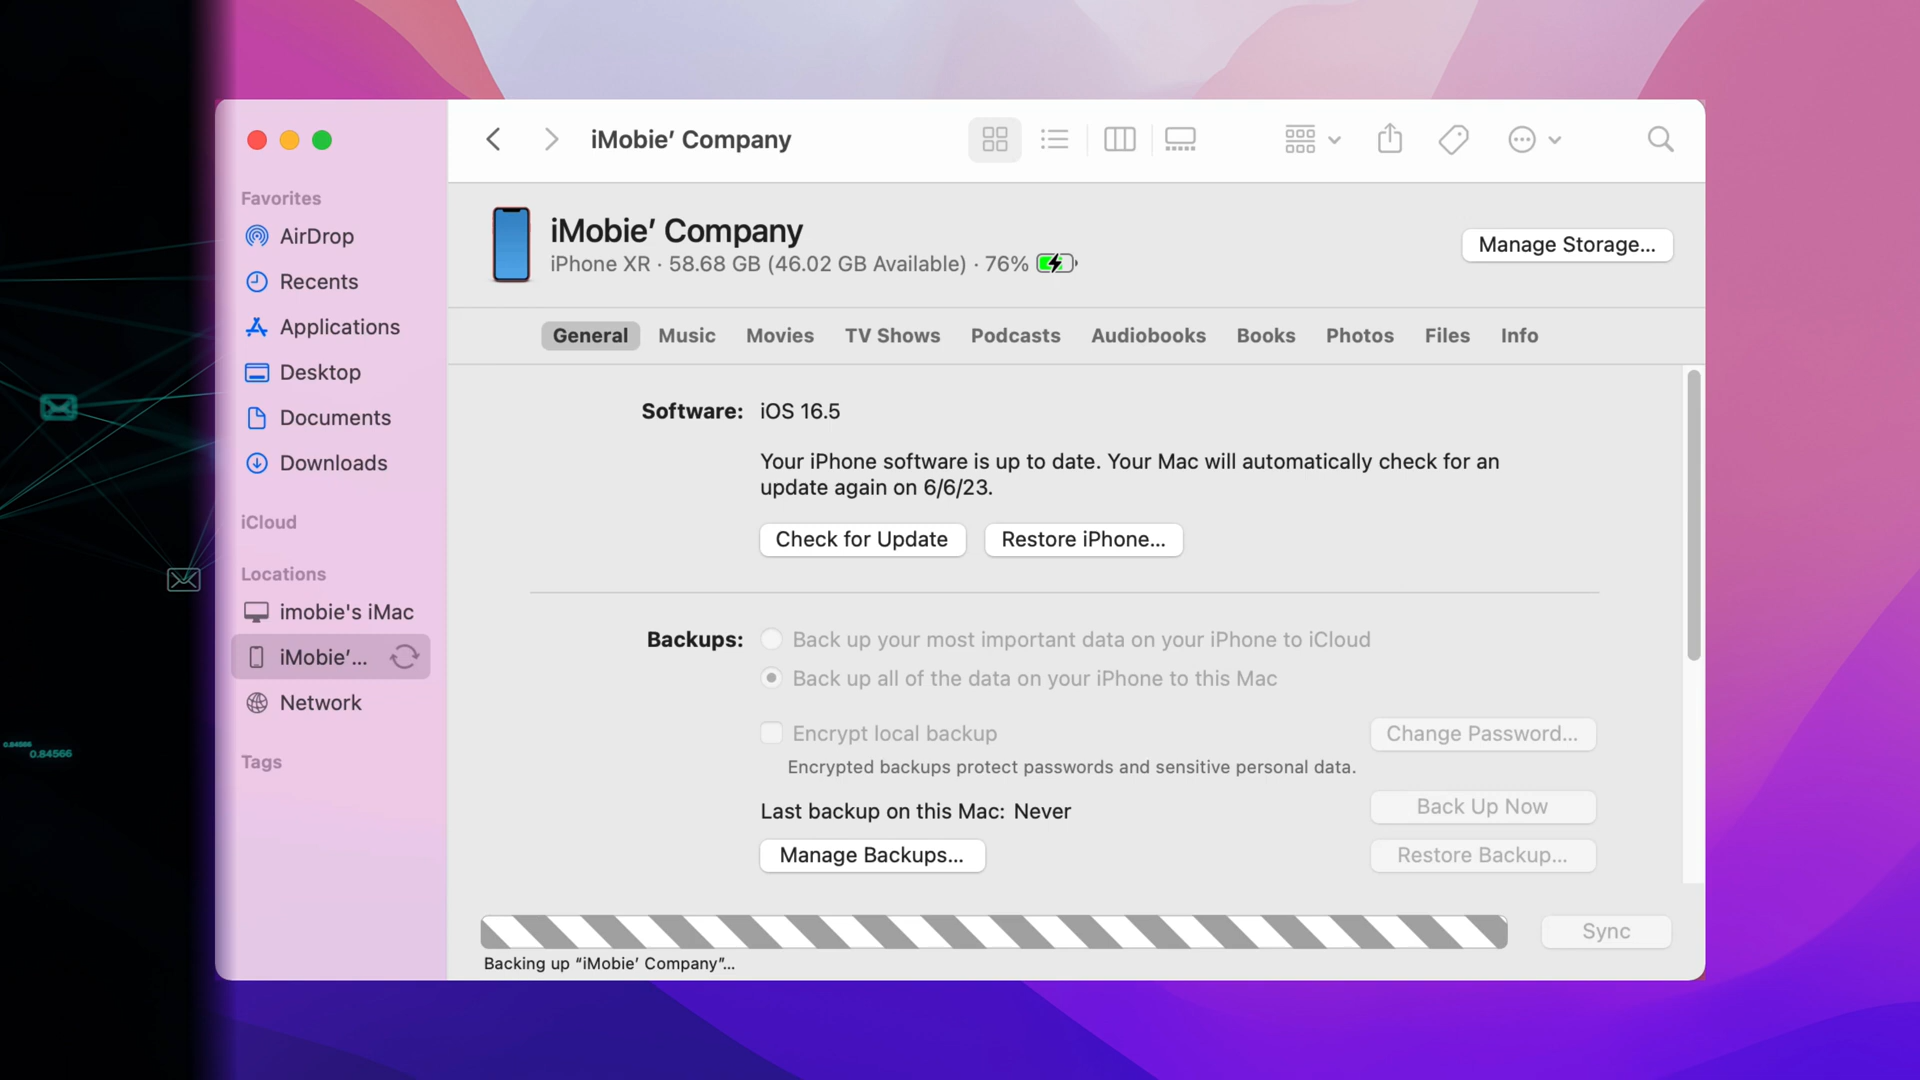 iMobie’ Company
Favorites
AirDrop
Recents
Applications
Desktop
Documents
Downloads
iCloud
Locations
imobie's iMac
iMobie’...
Network
Tags
iMobie’ Company
iPhone XR · 58.68 GB (46.02 GB Available) · 76%
Manage Storage...
General Music Movies TV Shows Podcasts Audiobooks Books Photos Files Info
Software: iOS 16.5
Your iPhone software is up to date. Your Mac will automatically check for an
update again on 6/6/23.
Check for Update Restore iPhone...
Backups: Back up your most important data on your iPhone to iCloud
Back up all of the data on your iPhone to this Mac
Encrypt local backup Change Password...
Encrypted backups protect passwords and sensitive personal data.
Last backup on this Mac: Never Back Up Now
Manage Backups... Restore Backup...
Sync
Backing up “iMobie’ Company”...
0.84566
0.84566